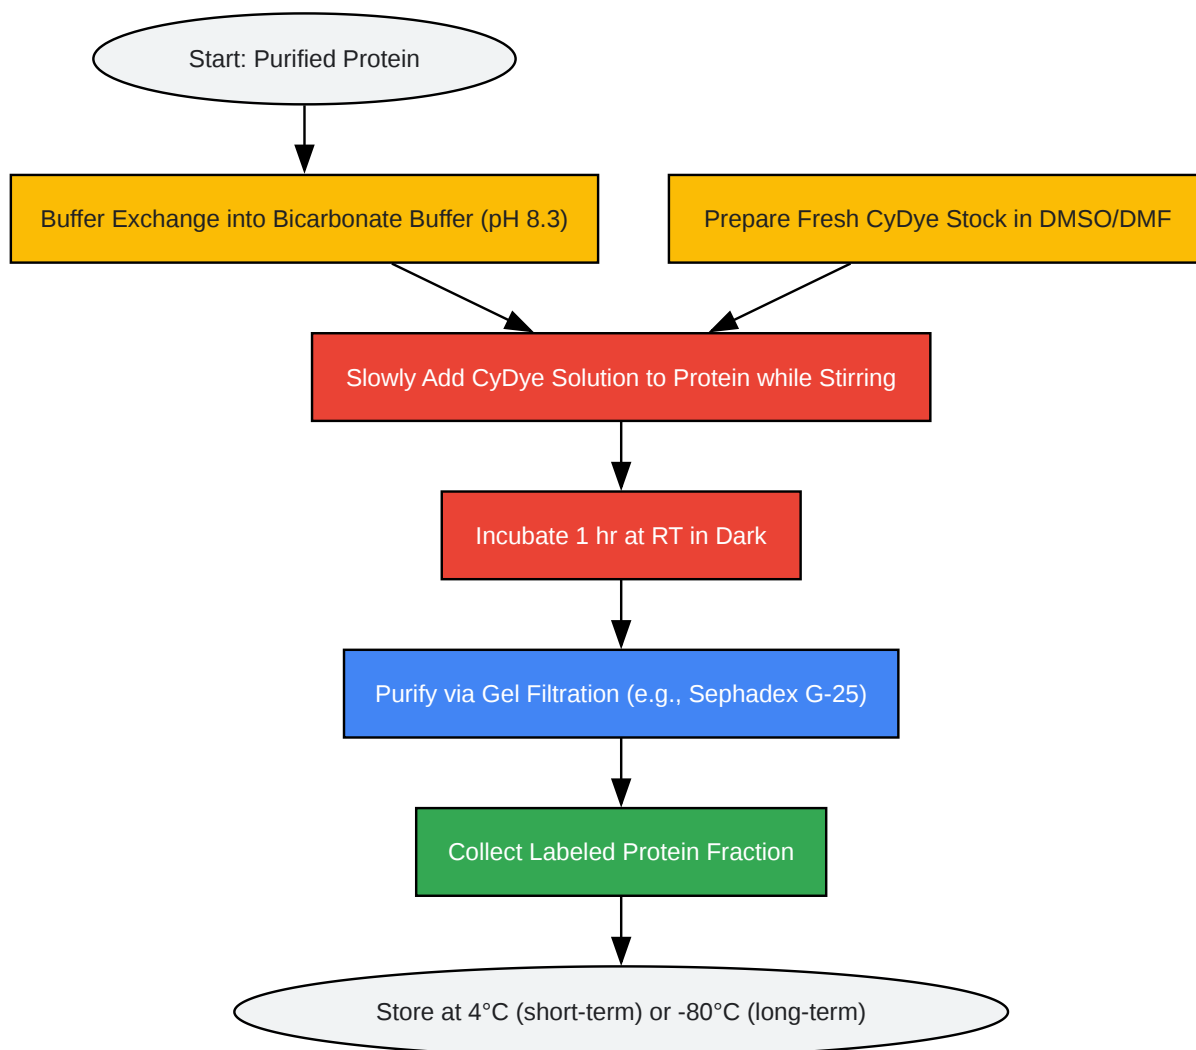 Start: Purified Protein
Buffer Exchange into Bicarbonate Buffer (pH 8.3)
Prepare Fresh CyDye Stock in DMSO/DMF
Slowly Add CyDye Solution to Protein while Stirring
Incubate 1 hr at RT in Dark
Purify via Gel Filtration (e.g., Sephadex G-25)
Collect Labeled Protein Fraction
Store at 4°C (short-term) or -80°C (long-term)